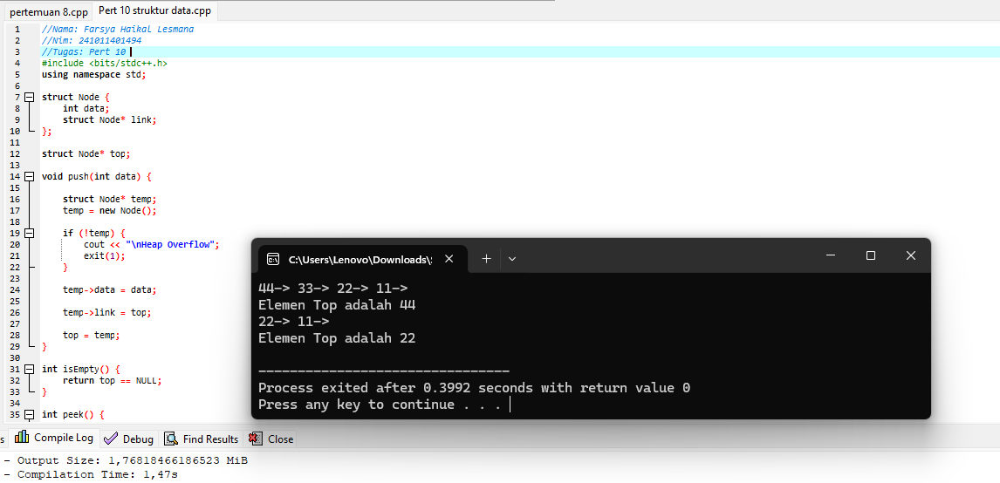 pertemuan 8.cpp Pert 10 struktur data.cpp
1 //Nama: Farsya Haikal Lesmana
2 //Nim: 241011401494
3 //Tugas: Pert 10
4 #include <bits/stdc++.h>
5 using namespace std;
6
7 struct Node {
8 int data;
9 struct Node* link;
10 };
11
12 struct Node* top;
13
14 void push(int data) {
15
16 struct Node* temp;
17 temp = new Node();
18
19 if (!temp) {
20 cout << "\nHeap Overflow";
21 exit(1);
22 }
23
24 temp->data = data;
25
26 temp->link = top;
27
28 top = temp;
29 }
30
31 int isEmpty() {
32 return top == NULL;
33 }
34
35 int peek() {
C:\Users\Lenovo\Downloads\
44-> 33-> 22-> 11->
Elemen Top adalah 44
22-> 11->
Elemen Top adalah 22
--------------------------------
Process exited after 0.3992 seconds with return value 0
Press any key to continue . . .
s Compile Log Debug Find Results Close
- Output Size: 1,76818466186523 MiB
- Compilation Time: 1,47s